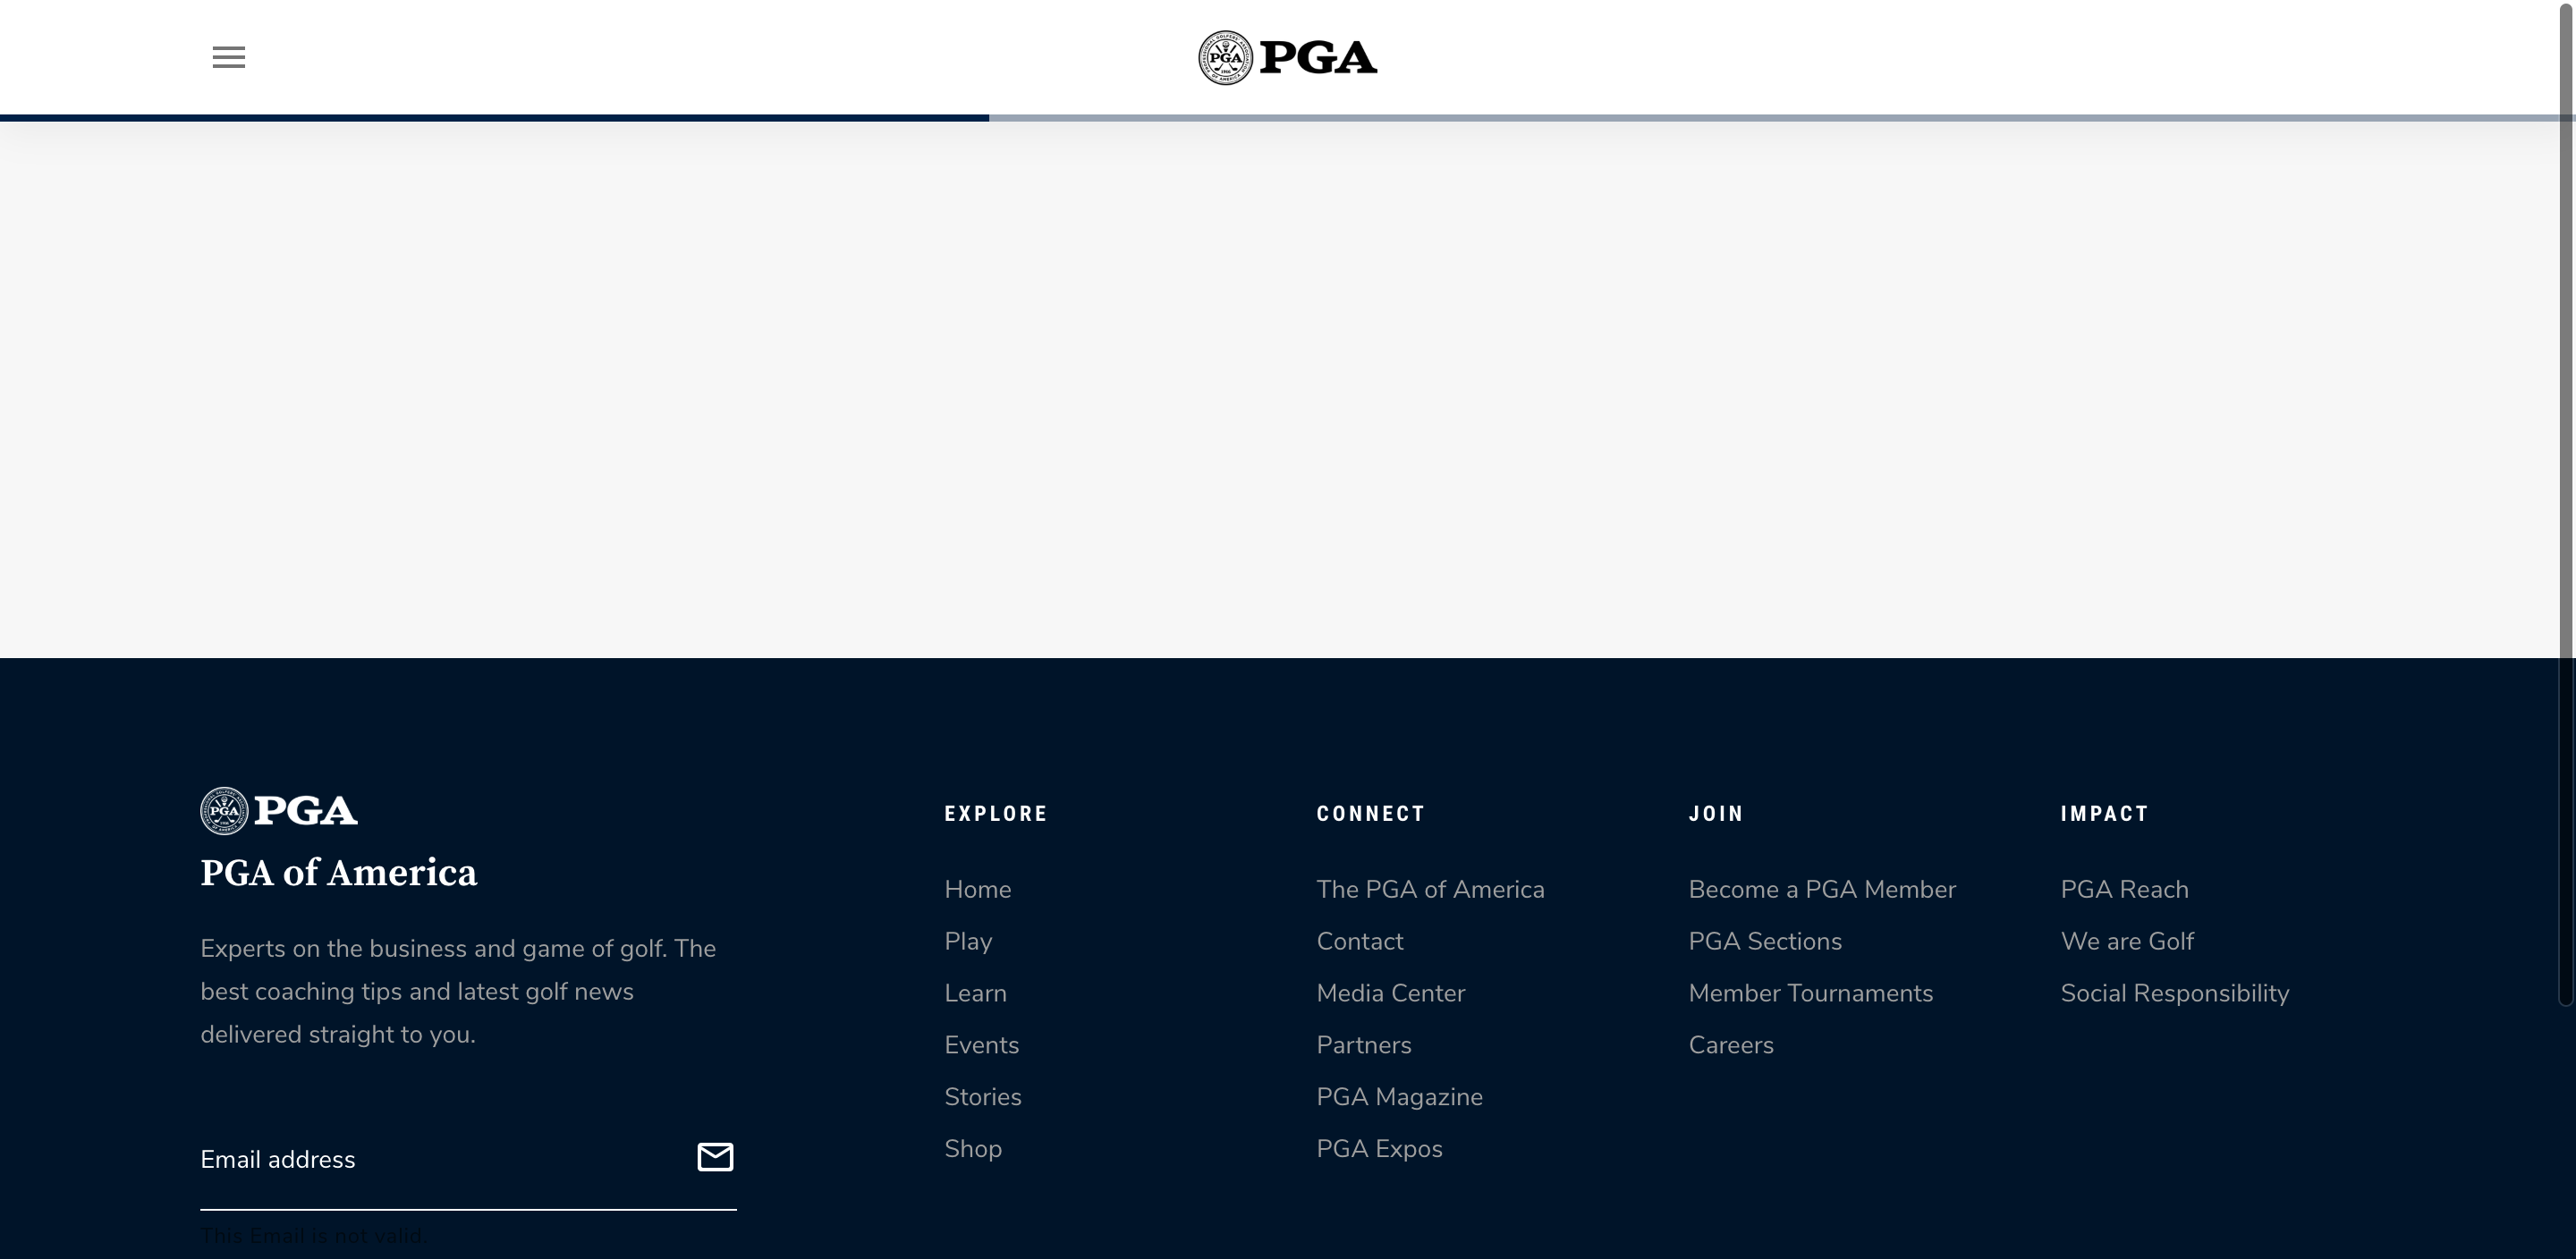 PGA
PGA
PGA
PGA
PGA of America
Experts on the business and game of golf. The
best coaching tips and latest golf news
delivered straight to you.
Email address
This Email is not valid.
EXPLORE
Home
Play
Learn
Events
Stories
Shop
CONNECT
The PGA of America
Contact
Media Center
Partners
PGA Magazine
PGA Expos
JOIN
Become a PGA Member
PGA Sections
Member Tournaments
Careers
IMPACT
PGA Reach
We are Golf
Social Responsibility